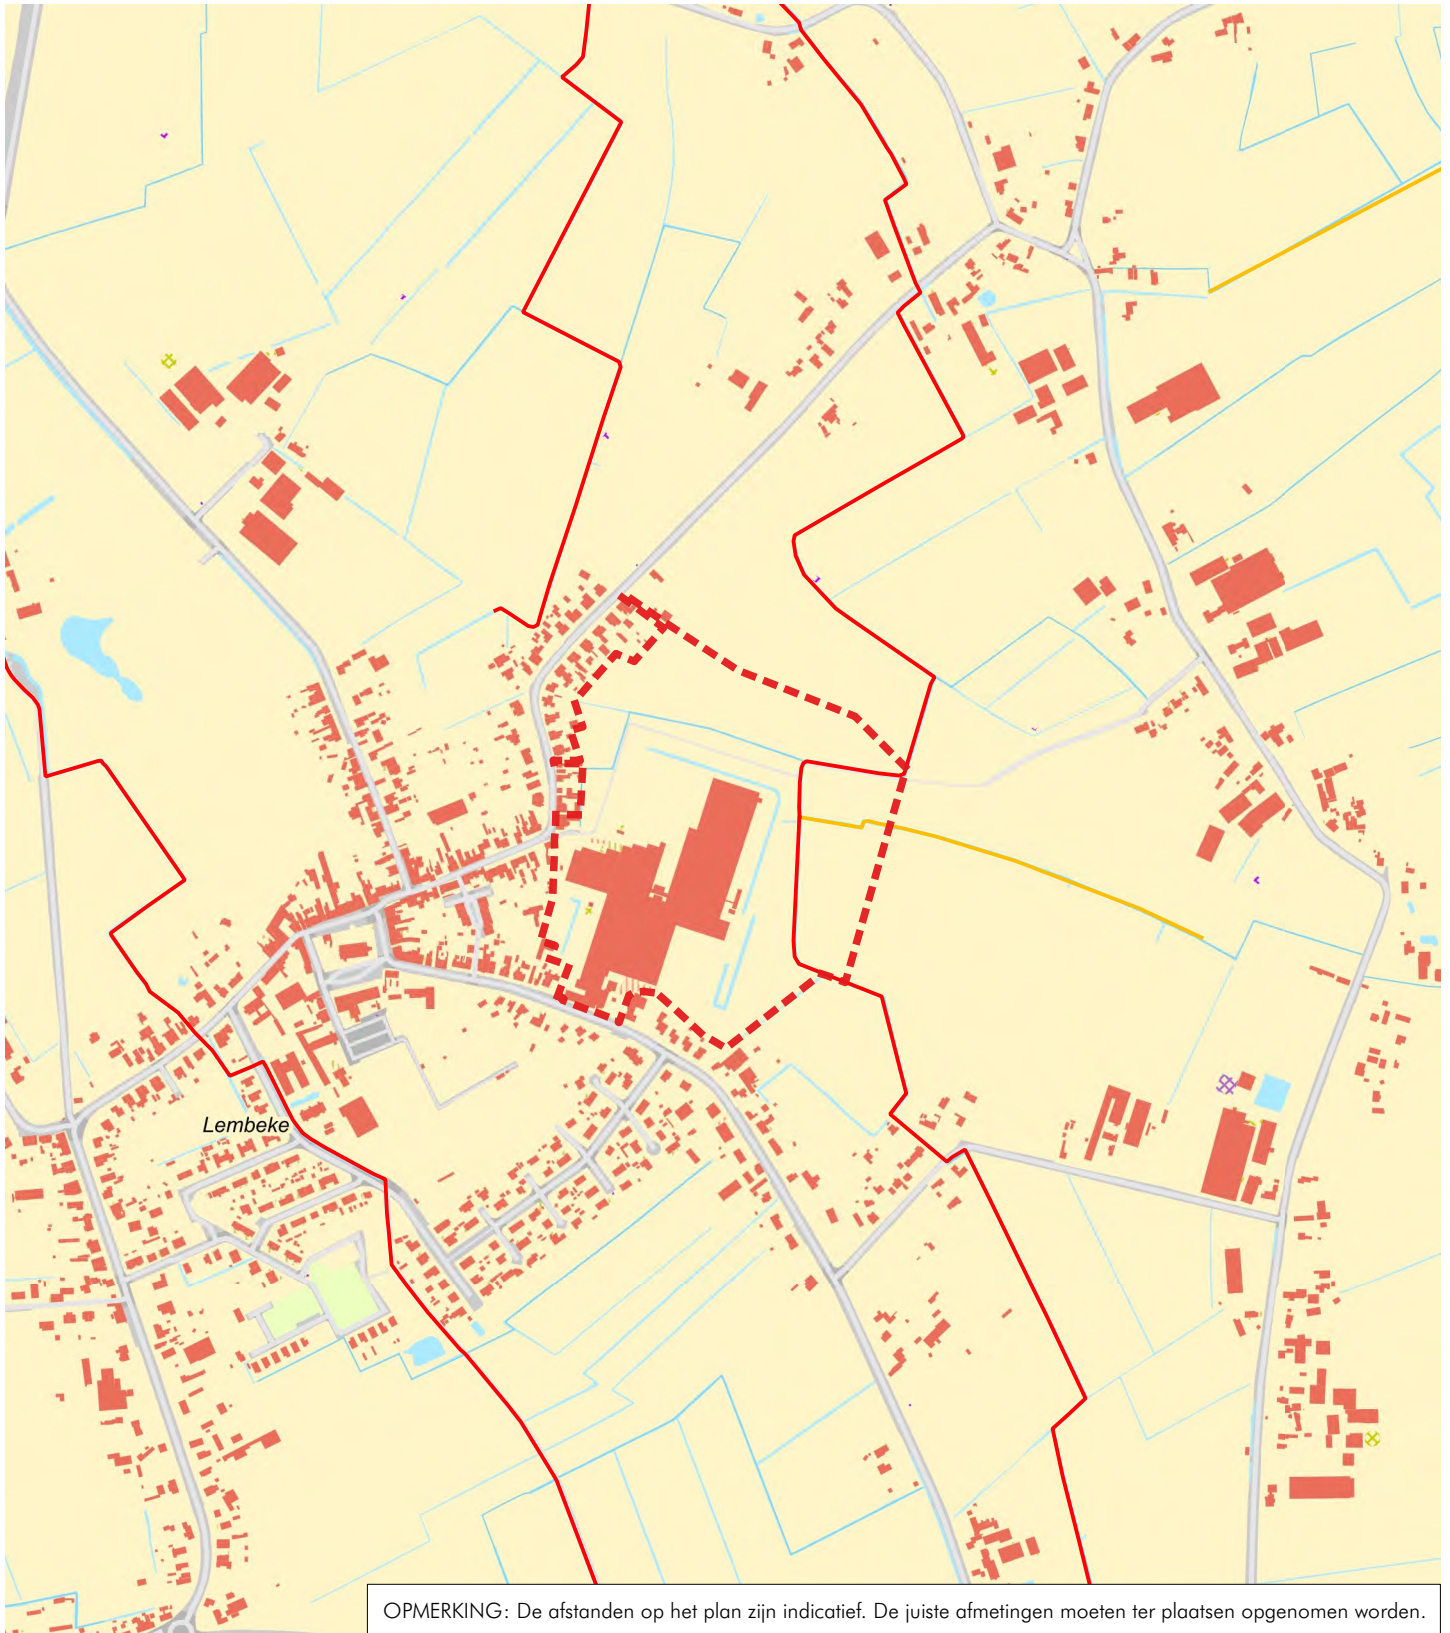 Lembeke
OPMERKING: De afstanden op het plan zijn indicatief. De juiste afmetingen moeten ter plaatsen opgenomen worden.